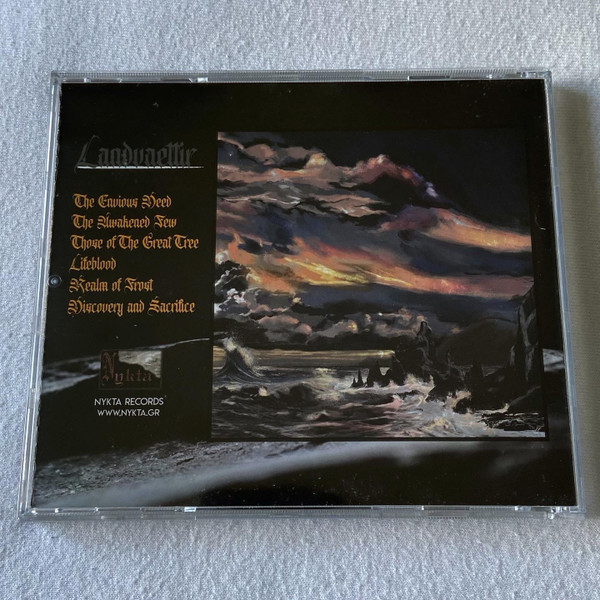 Landvaettir
The Envious Deed
The Awakened Few
Those of The Great Tree
Lifeblood
Realm of Frost
Discovery and Sacrifice
Nykta
NYKTA RECORDS
WWW.NYKTA.GR